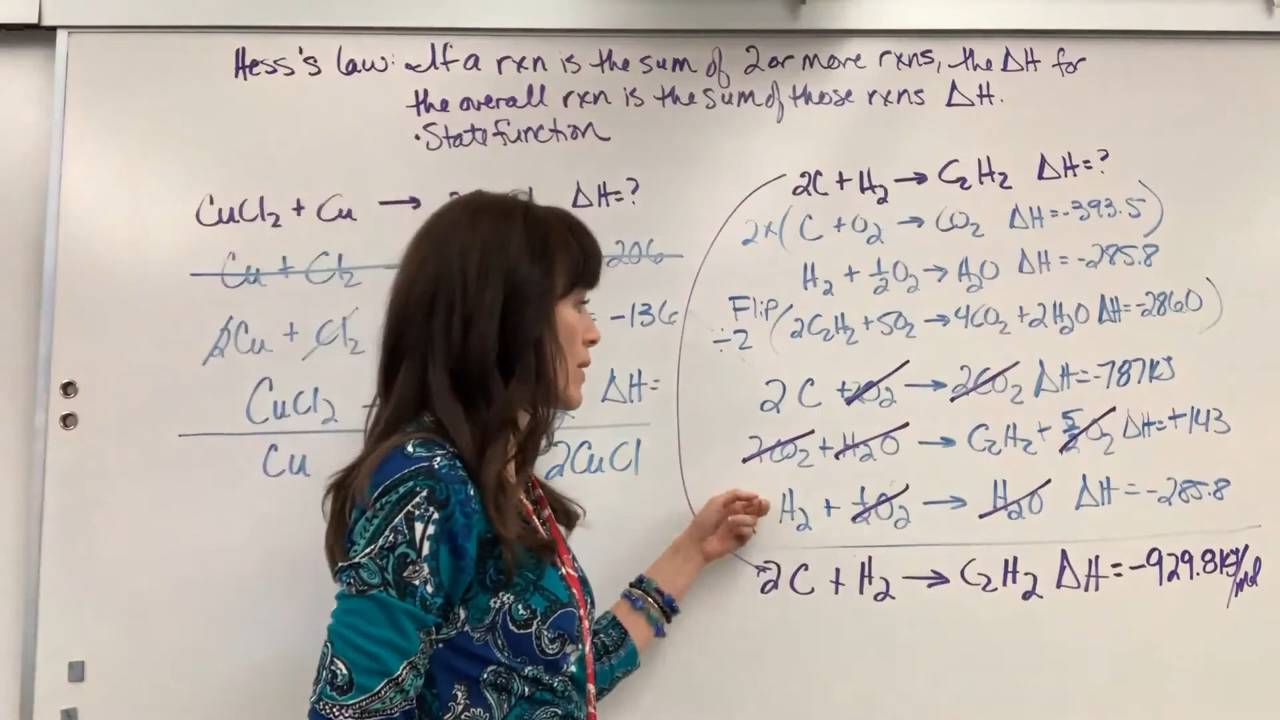 Hess's law: If a rxn is the sum of 2 or more rxns, the ΔH for
the overall rxn is the sum of those rxns ΔH.
• State function
CuCl₂ + Cu → ΔH=?
Cu + Cl₂ -206
2Cu + Cl₂ -136
CuCl₂ ΔH=
Cu 2CuCl
2C + H₂ → C₂H₂ ΔH=?
2×( C + O₂ → CO₂ ΔH=-393.5)
H₂ + ½O₂ → H₂O ΔH = -285.8
Flip
÷2 (2C₂H₂ + 5O₂ → 4CO₂ + 2H₂O ΔH=-2860)
2C + 2O₂ → 2CO₂ ΔH=-787KJ
2CO₂ + H₂O → C₂H₂ + 5/2O₂ ΔH=+143
H₂ + ½O₂ → H₂O ΔH = -285.8
2C + H₂ → C₂H₂ ΔH=-929.8KJ/mol